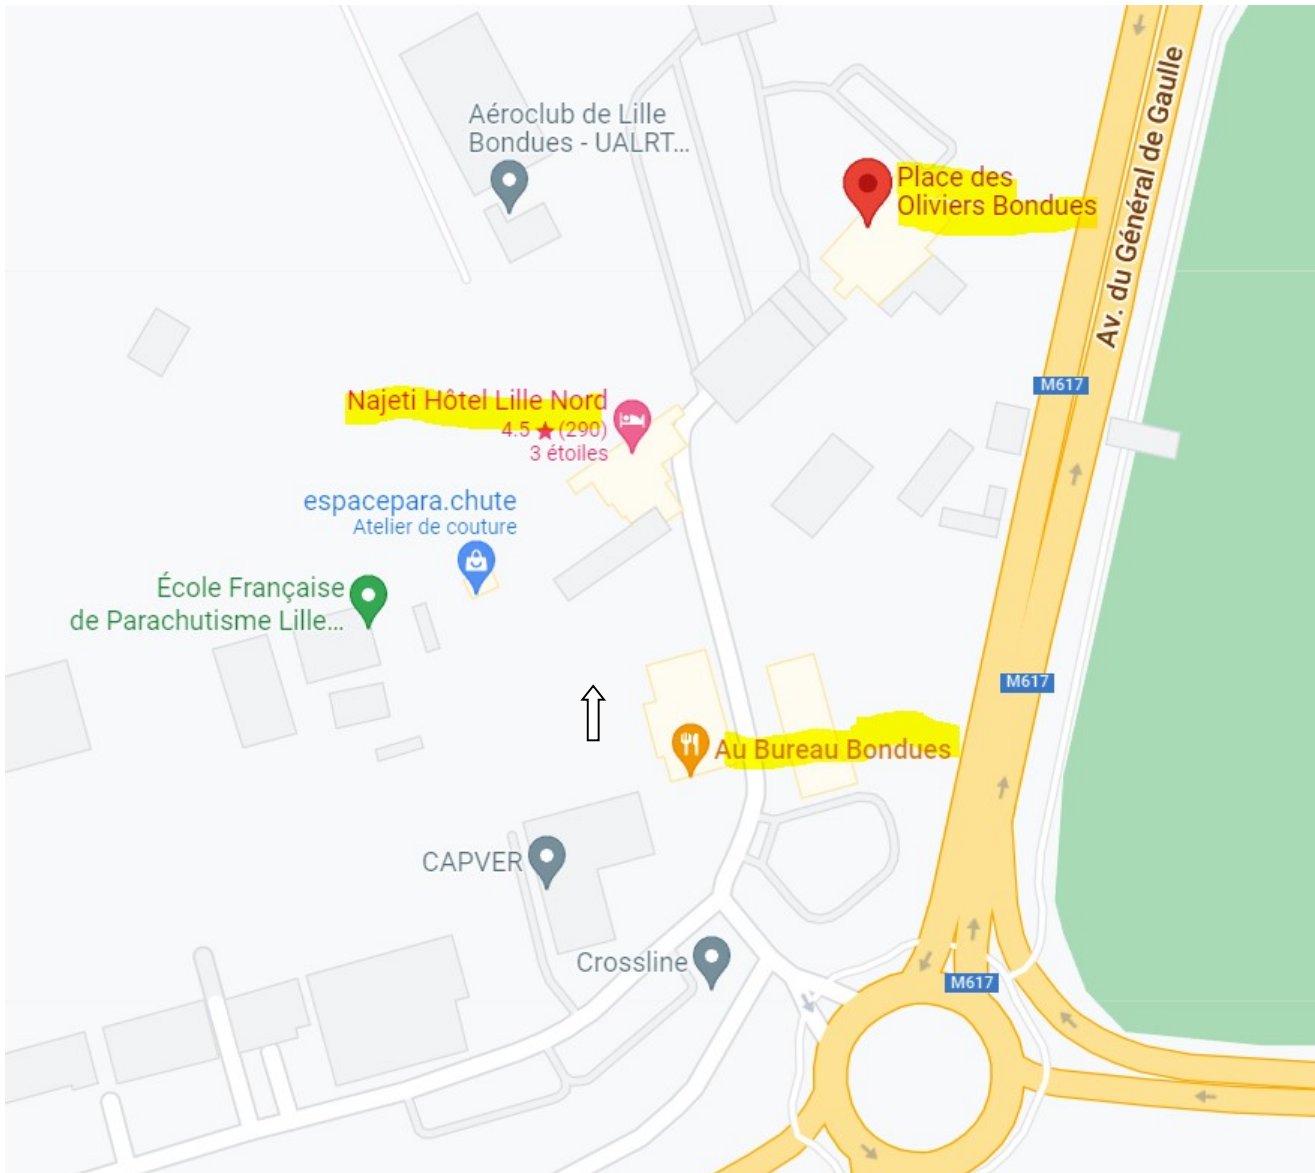 Aéroclub de Lille
Bondues - UALRT...
Place des
Oliviers Bondues
Av. du Général de Gaulle
M617
Najeti Hôtel Lille Nord
4.5 ★ (290)
3 étoiles
espacepara.chute
Atelier de couture
École Française
de Parachutisme Lille...
M617
Au Bureau Bondues
CAPVER
Crossline
M617